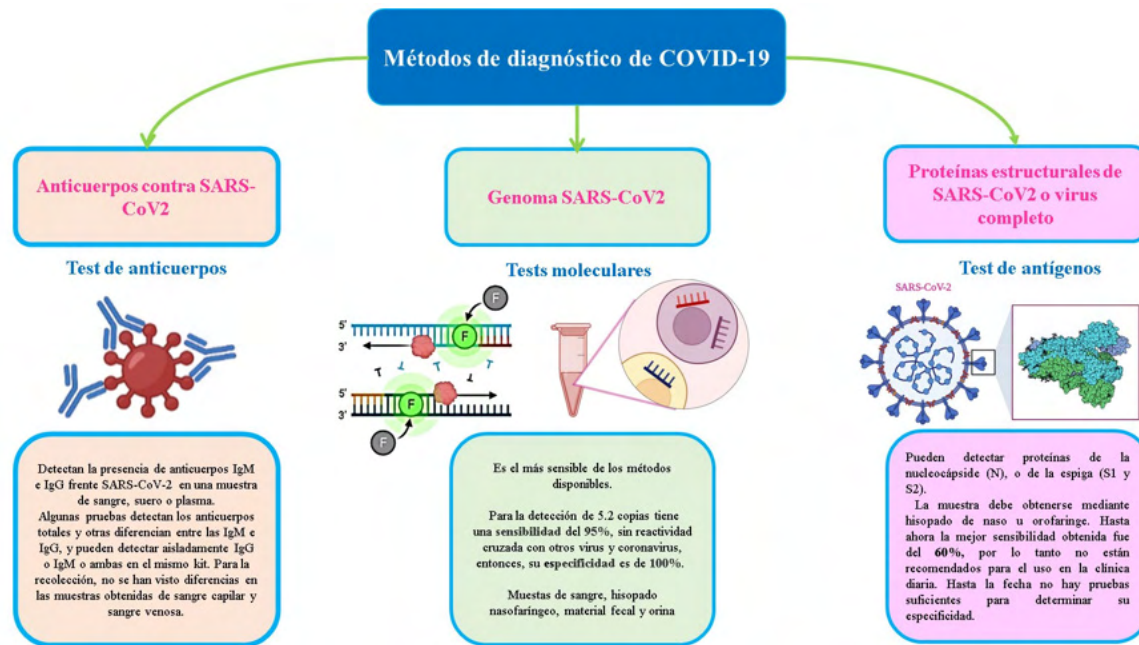 Métodos de diagnóstico de COVID-19
Anticuerpos contra SARS-
CoV2
Test de anticuerpos
Detectan la presencia de anticuerpos IgM
e IgG frente SARS-CoV-2 en una muestra
de sangre, suero o plasma.
Algunas pruebas detectan los anticuerpos
totales y otras diferencian entre las IgM e
IgG, y pueden detectar aisladamente IgG
o IgM o ambas en el mismo kit. Para la
recolección, no se han visto diferencias en
las muestras obtenidas de sangre capilar y
sangre venosa.
Genoma SARS-CoV2
Tests moleculares
F
5'
F
3'
5'
F
3'
F
Es el más sensible de los métodos
disponibles.
Para la detección de 5.2 copias tiene
una sensibilidad del 95%, sin reactividad
cruzada con otros virus y coronavirus,
entonces, su especificidad es de 100%.
Muestas de sangre, hisopado
nasofaríngeo, material fecal y orina
Proteínas estructurales de
SARS-CoV2 o virus
completo
Test de antígenos
SARS-CoV-2
Pueden detectar proteínas de la
nucleocápside (N), o de la espiga (S1 y
S2).
La muestra debe obtenerse mediante
hisopado de naso u orofaringe. Hasta
ahora la mejor sensibilidad obtenida fue
del 60%, por lo tanto no están
recomendados para el uso en la clínica
diaria. Hasta la fecha no hay pruebas
suficientes para determinar su
especificidad.